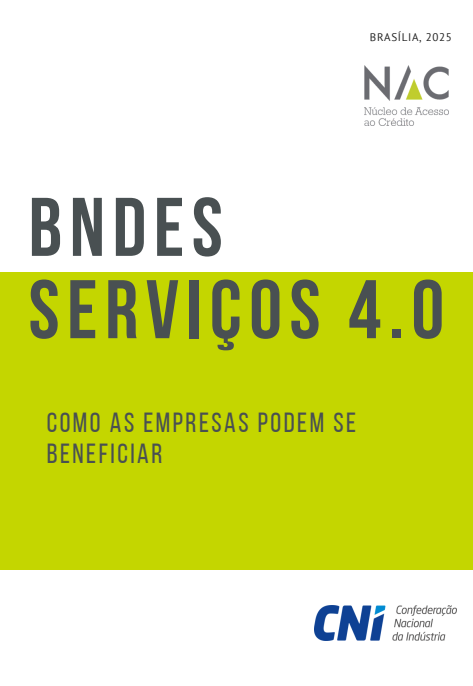 BRASÍLIA, 2025
NAC
Núcleo de Acesso
ao Crédito
BNDES
SERVIÇOS 4.0
COMO AS EMPRESAS PODEM SE
BENEFICIAR
CNI
Confederação
Nacional
da Indústria